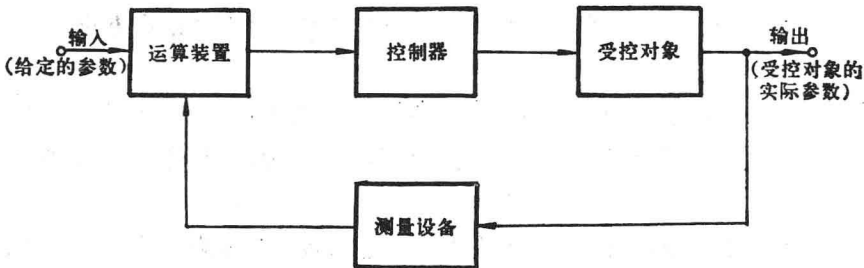 输入
(给定的参数)
运算装置
控制器
受控对象
输出
(受控对象的
实际参数)
测量设备